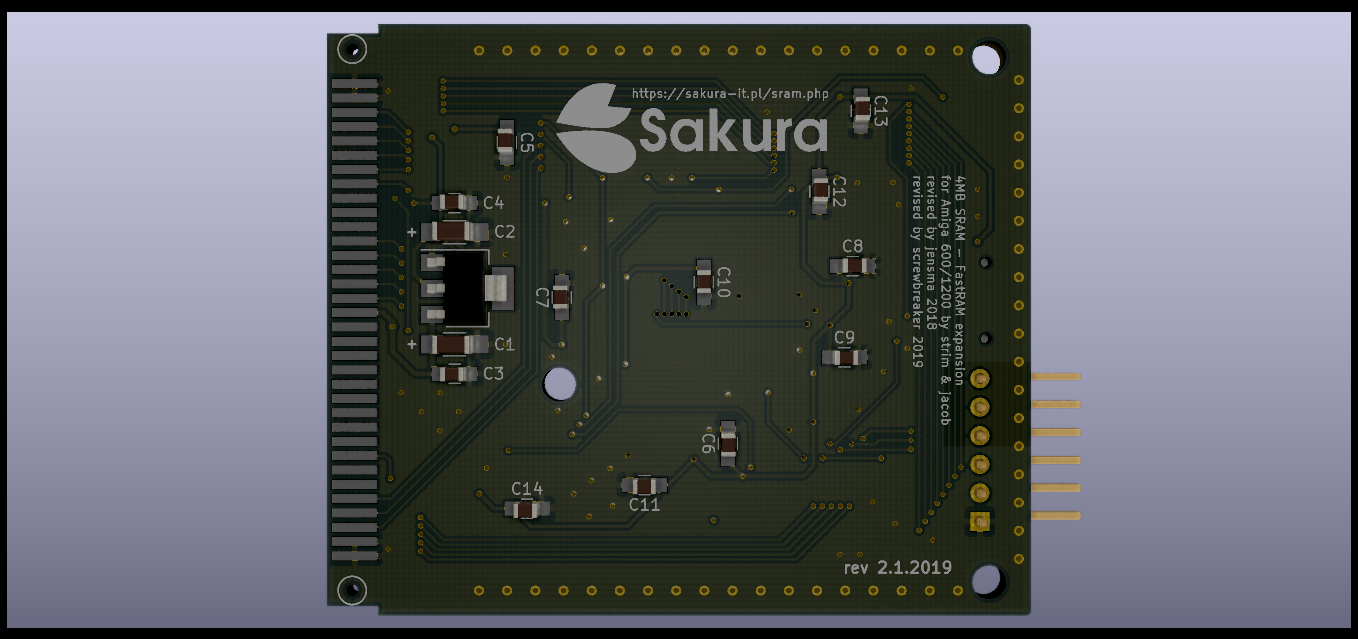 https://sakura-it.pl/sram.php
Sakura
C13
C5
C12
4MB SRAM - FastRAM expansion
for Amiga 600/1200 by strim & jacob
revised by jensma 2018
revised by screwbreaker 2019
C4
+ C2
C8
C10
C7
+ C1
C9
C3
C6
C14
C11
rev 2.1.2019